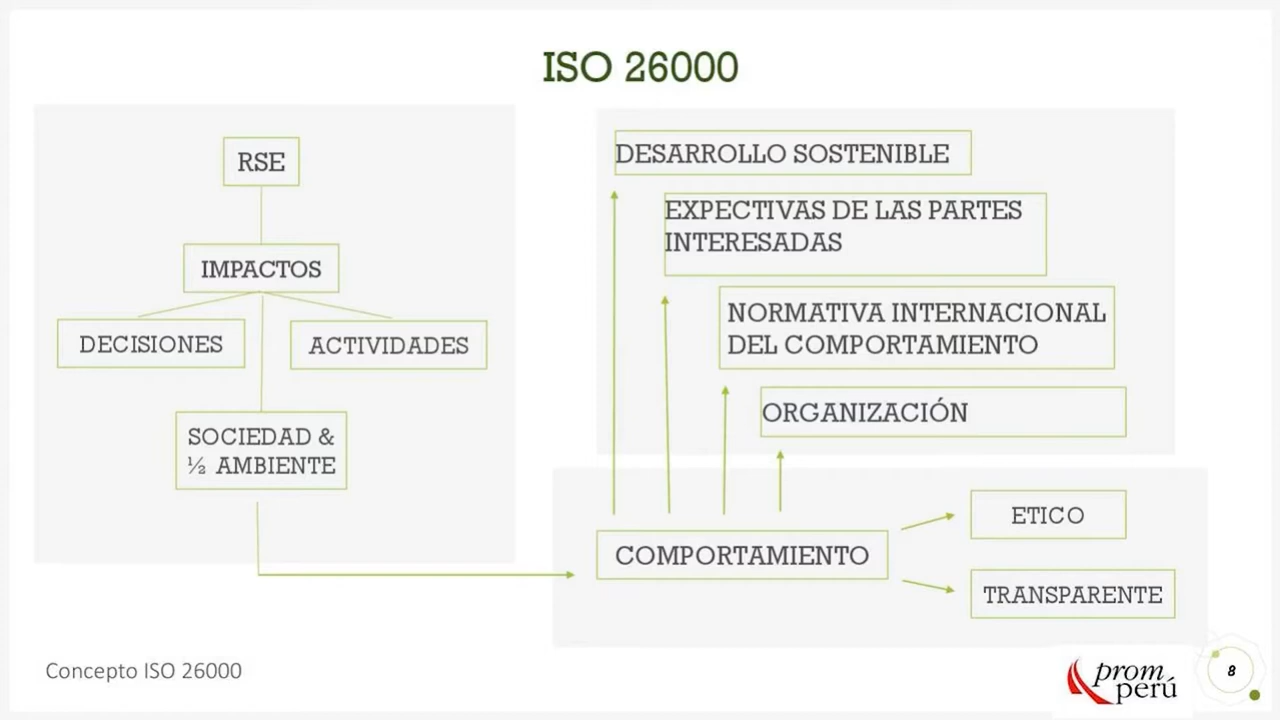 ISO 26000
RSE
IMPACTOS
DECISIONES
ACTIVIDADES
SOCIEDAD &
½ AMBIENTE
DESARROLLO SOSTENIBLE
EXPECTIVAS DE LAS PARTES
INTERESADAS
NORMATIVA INTERNACIONAL
DEL COMPORTAMIENTO
ORGANIZACIÓN
COMPORTAMIENTO
ETICO
TRANSPARENTE
Concepto ISO 26000
prom
perú
8